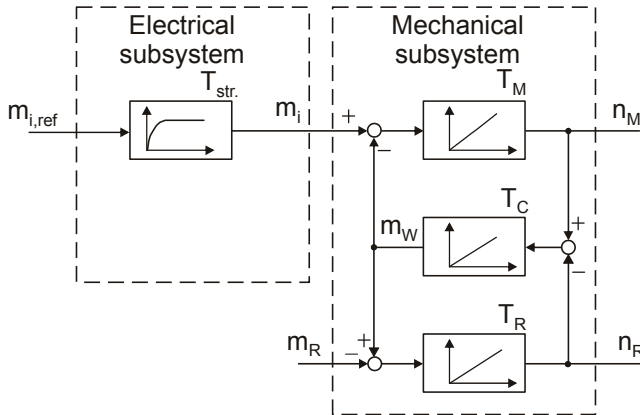 Electrical
subsystem
Mechanical
subsystem
T_str.
T_M
m_i,ref
m_i
+
−
n_M
T_C
m_W
+
−
T_R
m_R
+
−
n_R